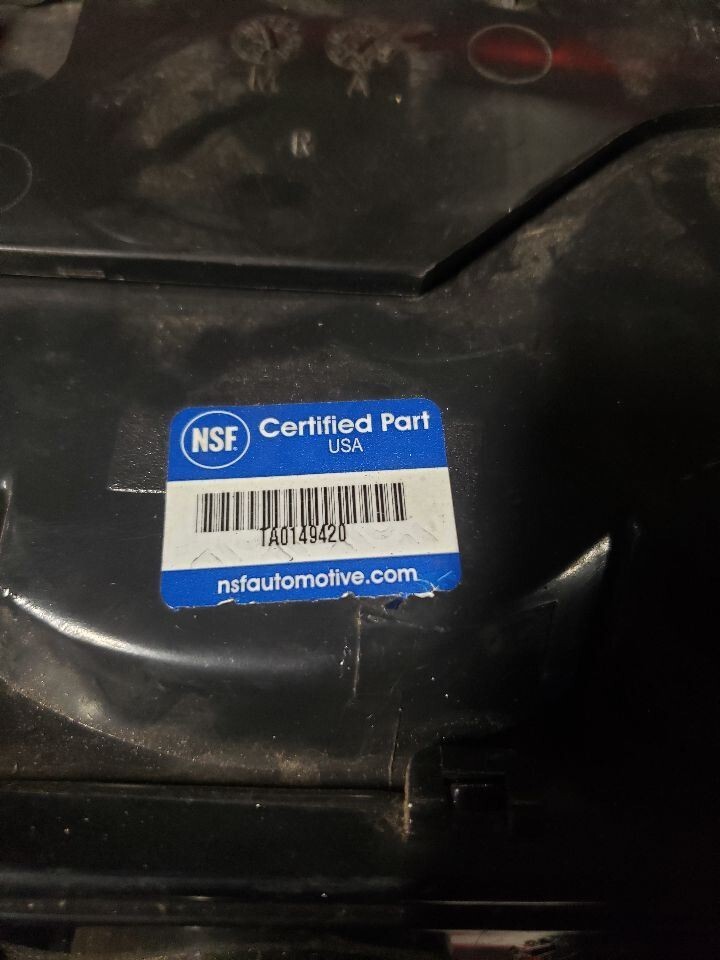 A
R
NSF
Certified Part
USA
TA0149420
nsfautomotive.com